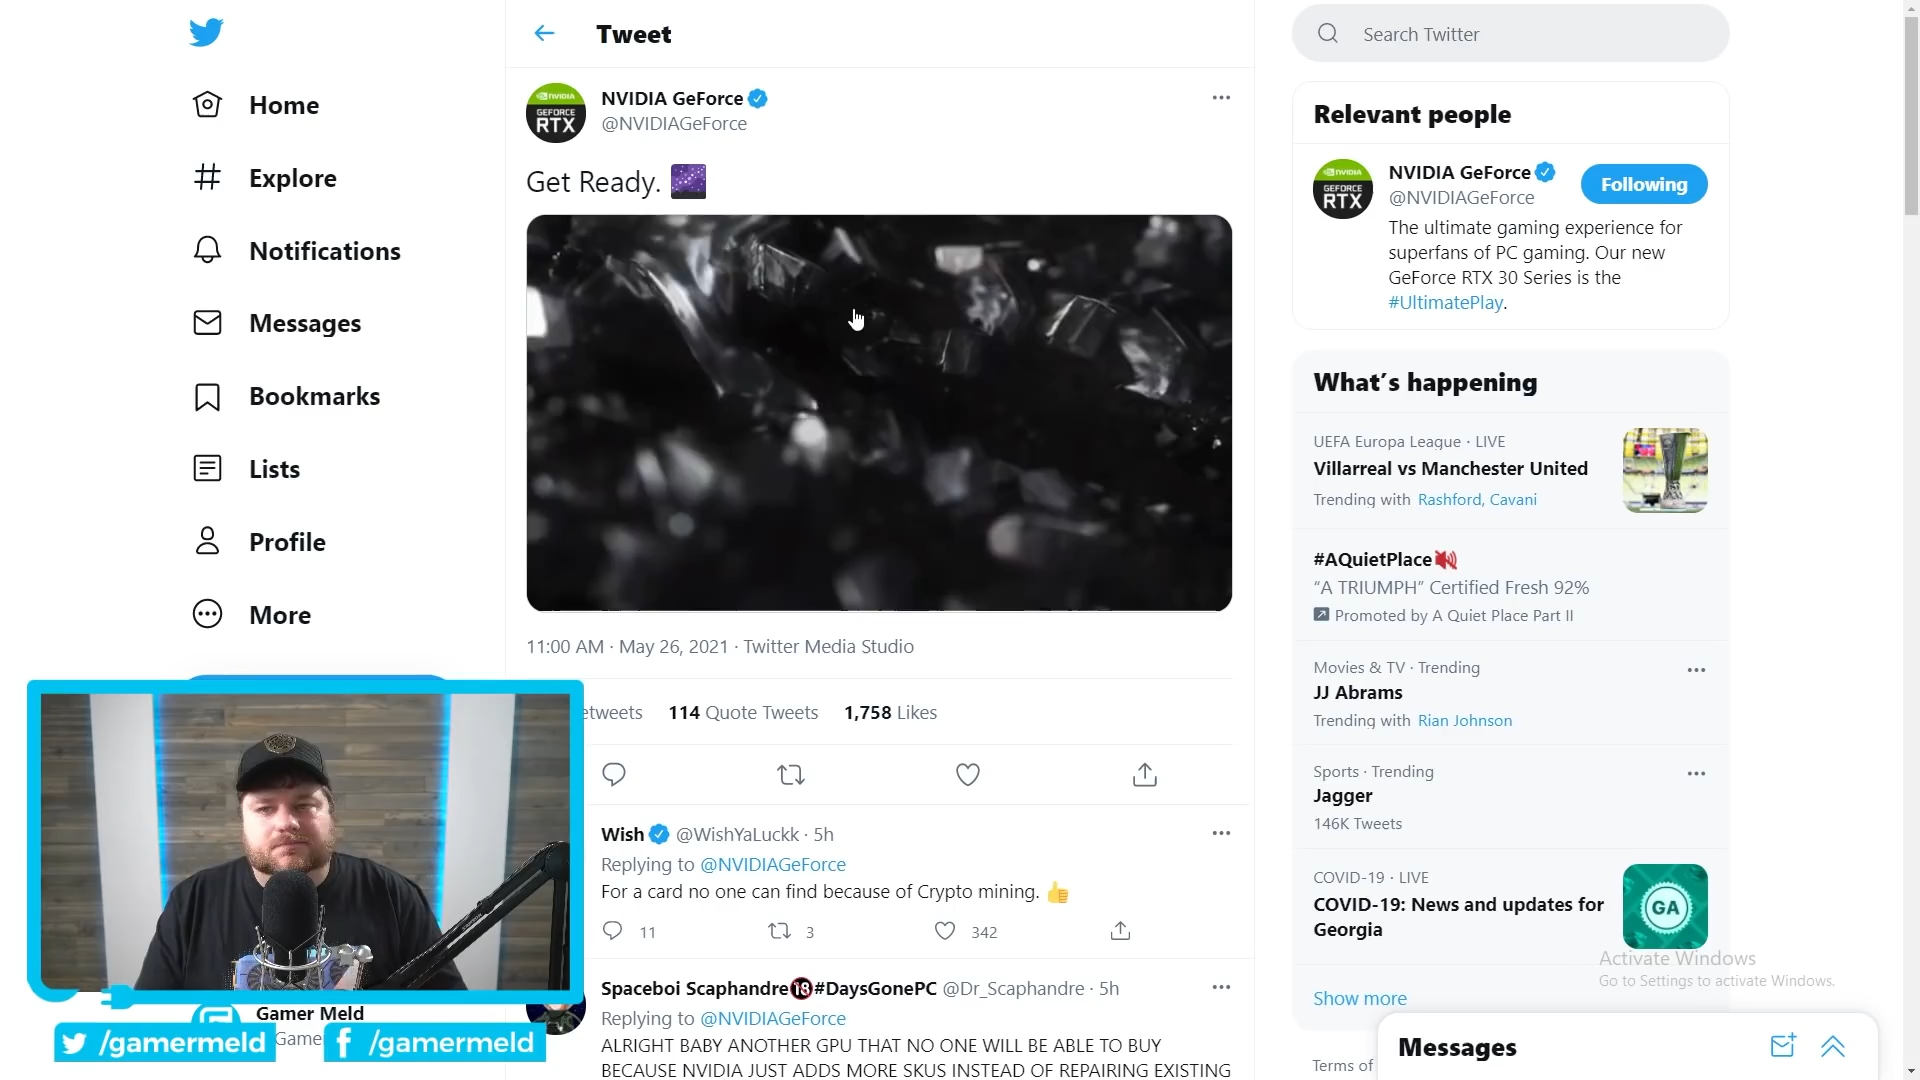 Home
Explore
Notifications
Messages
Bookmarks
Lists
Profile
More
Gamer Meld
/gamermeld
/gamermeld
Tweet
NVIDIA GeForce
@NVIDIAGeForce
NVIDIA
GEFORCE
RTX
Get Ready.
11:00 AM · May 26, 2021 · Twitter Media Studio
114 Quote Tweets 1,758 Likes
Wish @WishYaLuckk · 5h
Replying to @NVIDIAGeForce
For a card no one can find because of Crypto mining. 👍
11 3 342
Spaceboi Scaphandre🔞#DaysGonePC @Dr_Scaphandre · 5h
Replying to @NVIDIAGeForce
ALRIGHT BABY ANOTHER GPU THAT NO ONE WILL BE ABLE TO BUY
BECAUSE NVIDIA JUST ADDS MORE SKUS INSTEAD OF REPAIRING EXISTING
Search Twitter
Relevant people
NVIDIA
GEFORCE
RTX
NVIDIA GeForce
@NVIDIAGeForce
Following
The ultimate gaming experience for
superfans of PC gaming. Our new
GeForce RTX 30 Series is the
#UltimatePlay.
What's happening
UEFA Europa League · LIVE
Villarreal vs Manchester United
Trending with Rashford, Cavani
#AQuietPlace
"A TRIUMPH" Certified Fresh 92%
Promoted by A Quiet Place Part II
Movies & TV · Trending
JJ Abrams
Trending with Rian Johnson
Sports · Trending
Jagger
146K Tweets
COVID-19 · LIVE
COVID-19: News and updates for
Georgia
GA
Activate Windows
Go to Settings to activate Windows.
Show more
Messages
Terms of